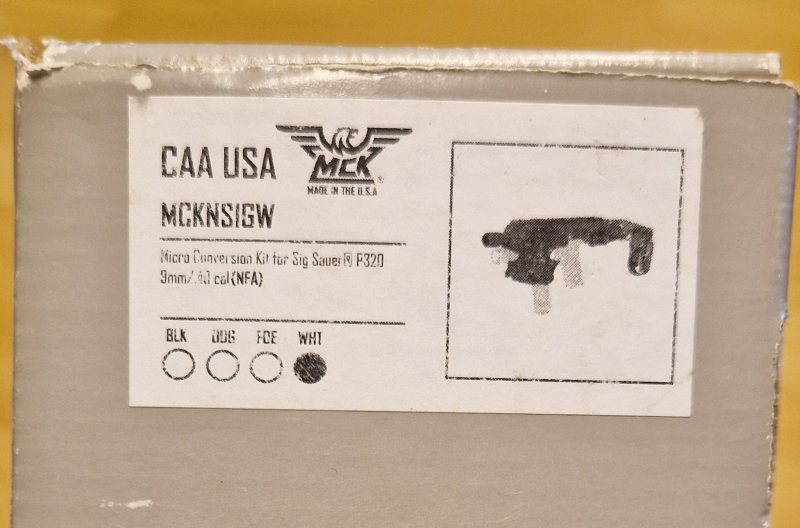 CAA USA
MCK ®
MADE IN THE U.S.A
MCKNSIGW
Micro Conversion Kit for Sig Sauer® P320
9mm/.40 cal(NFA)
BLK ODG FDE WHT